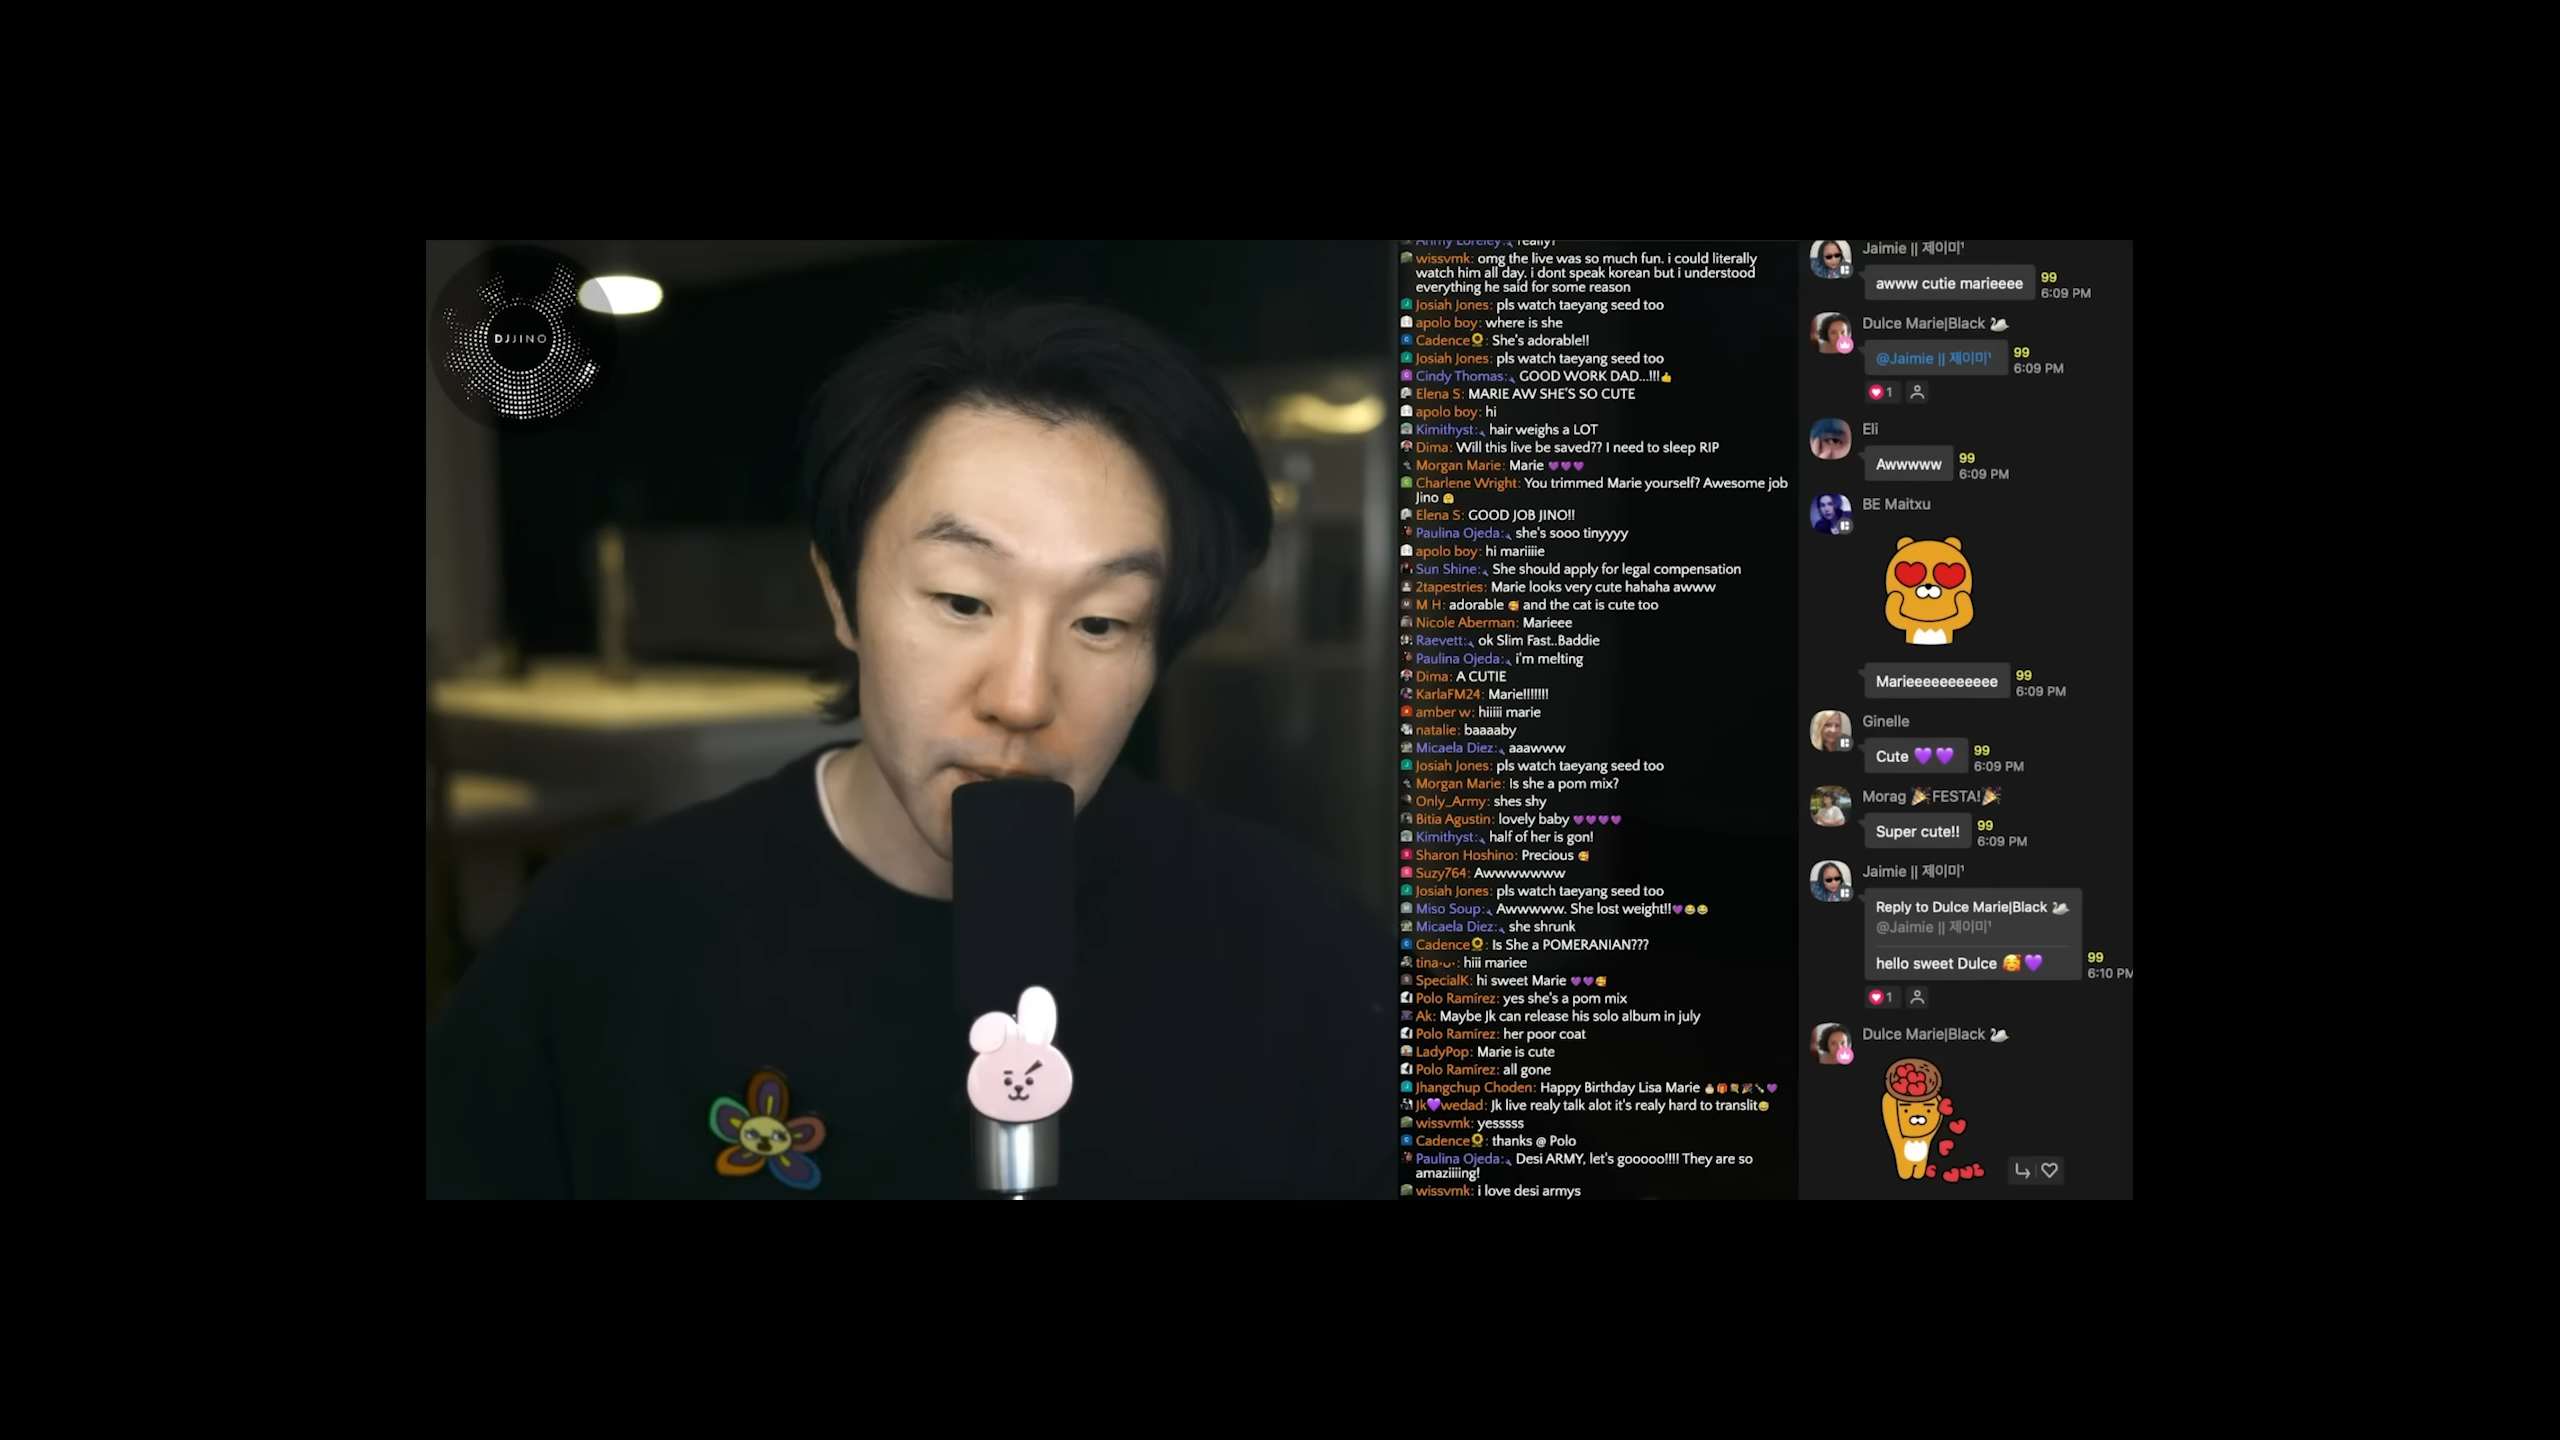 DJJINO
Army Loreley: really?
wissvmk: omg the live was so much fun. i could literally
watch him all day. i dont speak korean but i understood
everything he said for some reason
Josiah Jones: pls watch taeyang seed too
apolo boy: where is she
Cadence🌻: She's adorable!!
Josiah Jones: pls watch taeyang seed too
Cindy Thomas: GOOD WORK DAD...!!!👍
Elena S: MARIE AW SHE'S SO CUTE
apolo boy: hi
Kimithyst: hair weighs a LOT
Dima: Will this live be saved?? I need to sleep RIP
Morgan Marie: Marie 💜💜💜
Charlene Wright: You trimmed Marie yourself? Awesome job
Jino 🤗
Elena S: GOOD JOB JINO!!
Paulina Ojeda: she's sooo tinyyyy
apolo boy: hi mariiiie
Sun Shine: She should apply for legal compensation
2tapestries: Marie looks very cute hahaha awww
M H: adorable 🥰 and the cat is cute too
Nicole Aberman: Marieee
Raevett: ok Slim Fast..Baddie
Paulina Ojeda: i'm melting
Dima: A CUTIE
KarlaFM24: Marie!!!!!!!
amber w: hiiiii marie
natalie: baaaaby
Micaela Diez: aaawww
Josiah Jones: pls watch taeyang seed too
Morgan Marie: Is she a pom mix?
Only_Army: shes shy
Bitia Agustin: lovely baby 💜💜💜💜
Kimithyst: half of her is gon!
Sharon Hoshino: Precious 🥰
Suzy764: Awwwwwww
Josiah Jones: pls watch taeyang seed too
Miso Soup: Awwwww. She lost weight!!💜😂😂
Micaela Diez: she shrunk
Cadence🌻: Is She a POMERANIAN???
tina·ᴗ·: hiii mariee
SpecialK: hi sweet Marie 💜💜🥰
Polo Ramírez: yes she's a pom mix
Ak: Maybe Jk can release his solo album in july
Polo Ramírez: her poor coat
LadyPop: Marie is cute
Polo Ramírez: all gone
Jhangchup Choden: Happy Birthday Lisa Marie 🎂🎁💐🎉🍾💜
Jk💜wedad: Jk live realy talk alot it's realy hard to translit😅
wissvmk: yesssss
Cadence🌻: thanks @ Polo
Paulina Ojeda: Desi ARMY, let's gooooo!!!! They are so
amaziiiing!
wissvmk: i love desi armys
Jaimie || 제이미¹
awww cutie marieeee
99
6:09 PM
Dulce Marie|Black 🦢
@Jaimie || 제이미¹
99
6:09 PM
1
Eli
Awwwww
99
6:09 PM
BE Maitxu
Marieeeeeeeeeee
99
6:09 PM
Ginelle
Cute 💜💜
99
6:09 PM
Morag 🎉FESTA!🎉
Super cute!!
99
6:09 PM
Jaimie || 제이미¹
Reply to Dulce Marie|Black 🦢
@Jaimie || 제이미¹
hello sweet Dulce 🥰💜
99
6:10 PM
1
Dulce Marie|Black 🦢